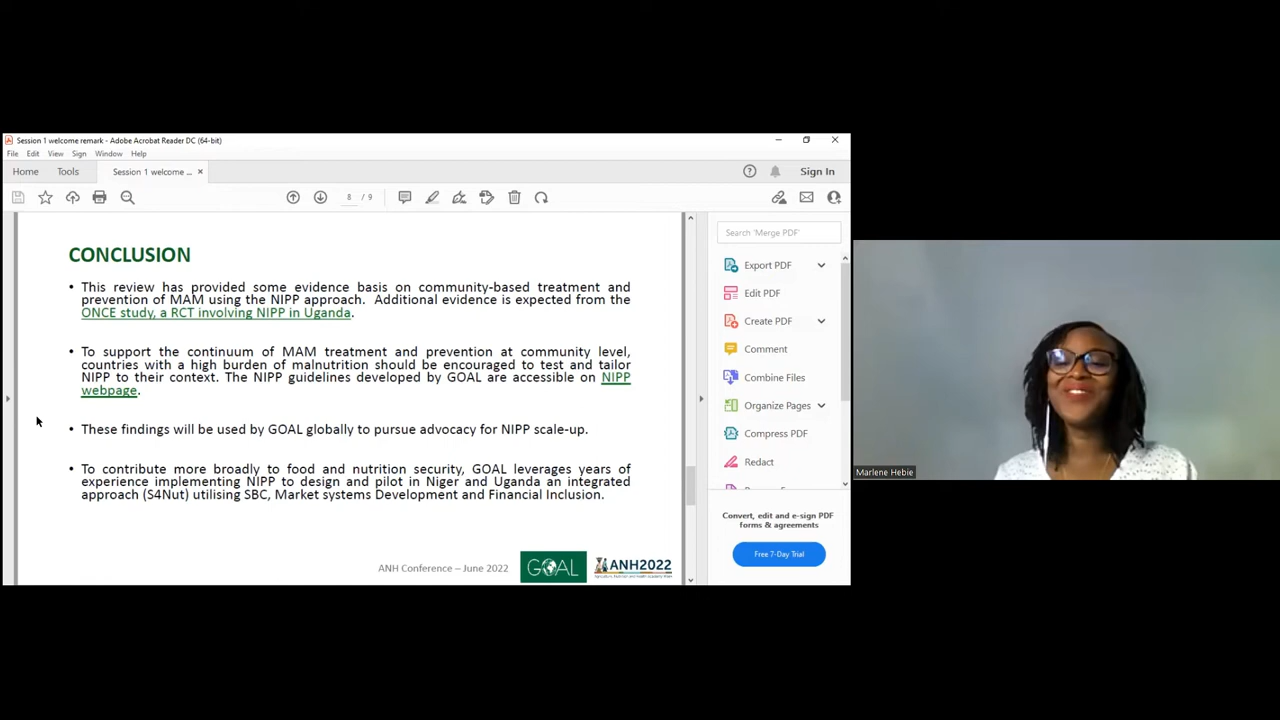 Session 1 welcome remark - Adobe Acrobat Reader DC (64-bit)
File Edit View Sign Window Help
Home Tools Session 1 welcome ... × Sign In
8 / 9
CONCLUSION
• This review has provided some evidence basis on community-based treatment and
prevention of MAM using the NIPP approach. Additional evidence is expected from the
ONCE study, a RCT involving NIPP in Uganda.
• To support the continuum of MAM treatment and prevention at community level,
countries with a high burden of malnutrition should be encouraged to test and tailor
NIPP to their context. The NIPP guidelines developed by GOAL are accessible on NIPP
webpage.
• These findings will be used by GOAL globally to pursue advocacy for NIPP scale-up.
• To contribute more broadly to food and nutrition security, GOAL leverages years of
experience implementing NIPP to design and pilot in Niger and Uganda an integrated
approach (S4Nut) utilising SBC, Market systems Development and Financial Inclusion.
ANH Conference – June 2022
GOAL
ANH2022
Search 'Merge PDF'
Export PDF
Edit PDF
Create PDF
Comment
Combine Files
Organize Pages
Compress PDF
Redact
Convert, edit and e-sign PDF
forms & agreements
Free 7-Day Trial
Marlene Hebie